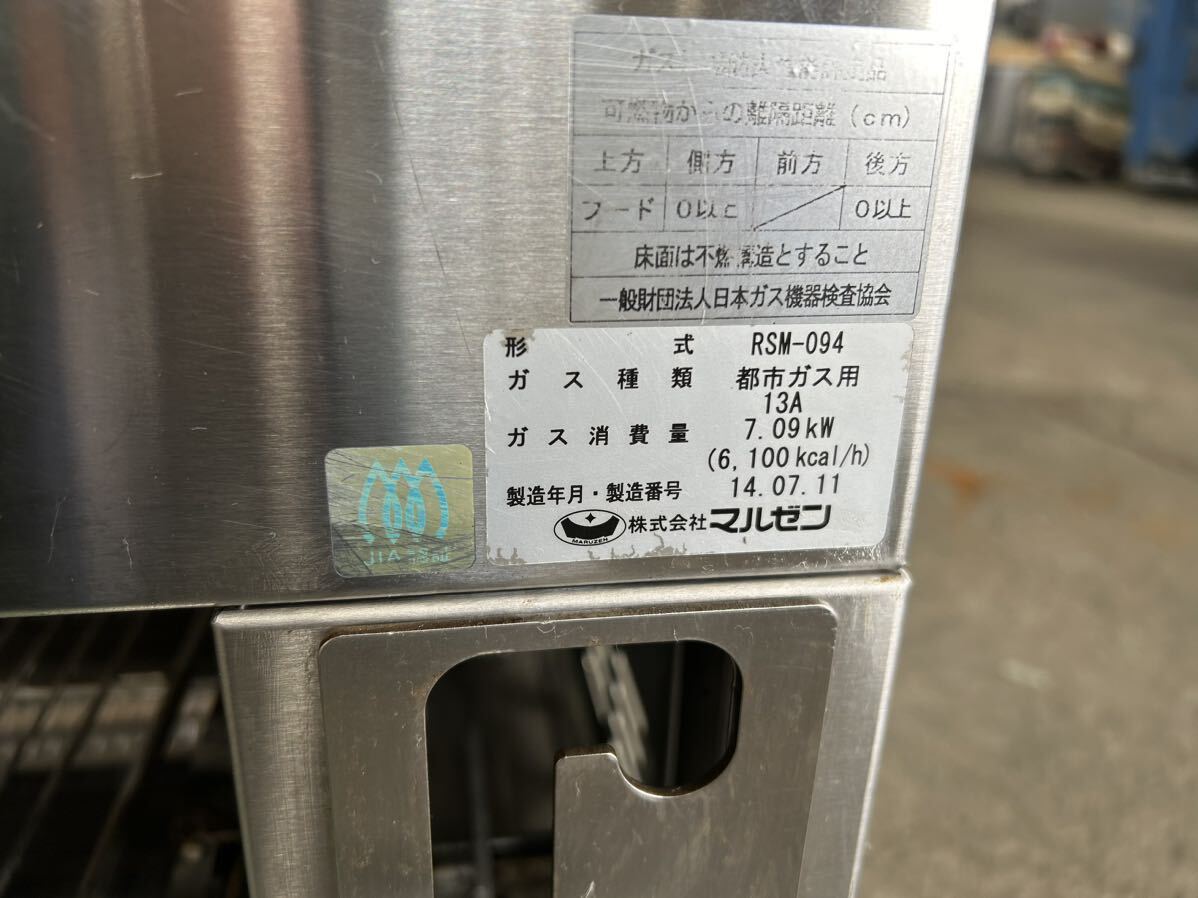 可燃物からの離隔距離(cm)
上方 側方 前方 後方
フード 0以上 0以上
床面は不燃構造とすること
一般財団法人日本ガス機器検査協会
形式 RSM-094
ガス種類 都市ガス用
13A
ガス消費量 7.09kW
(6,100kcal/h)
製造年月・製造番号 14.07.11
MARUZEN 株式会社マルゼン
JIA 認証